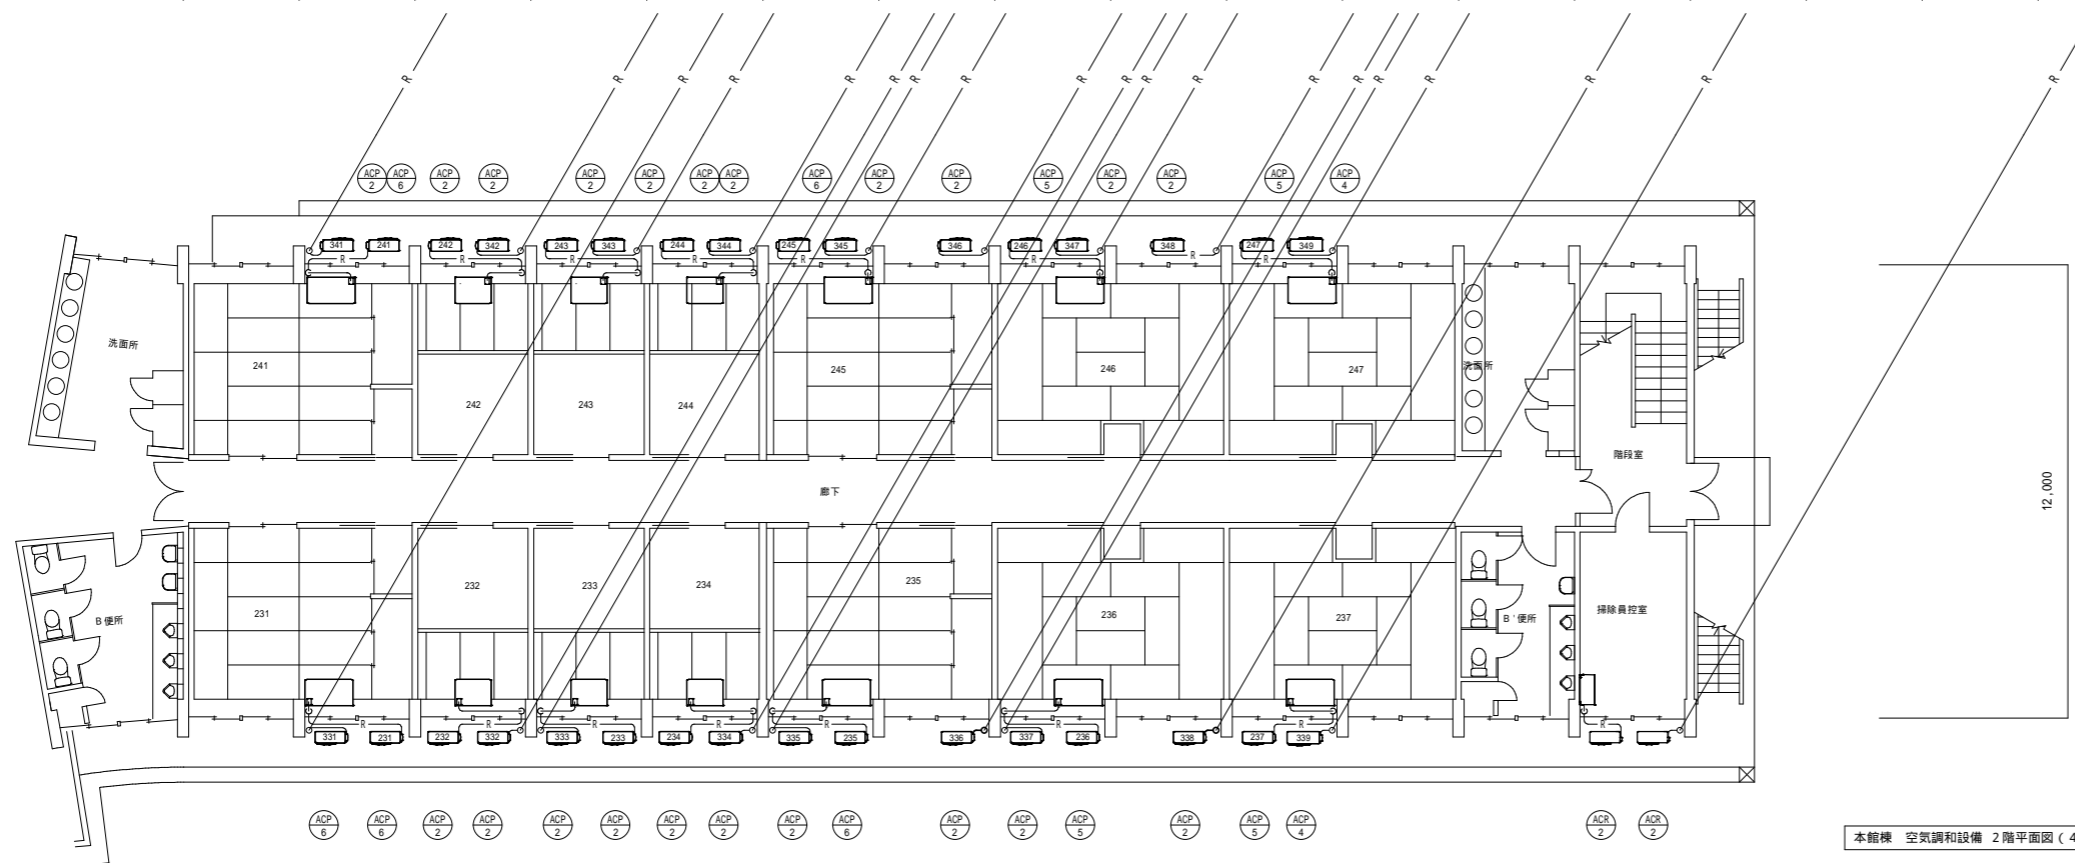 R R R R R R R R R R R R R R R R R
ACP 2 ACP 6 ACP 2 ACP 2 ACP 2 ACP 2 ACP 2 ACP 2 ACP 6 ACP 2 ACP 2 ACP 5 ACP 2 ACP 2 ACP 5 ACP 4
341 241 242 342 243 343 244 344 245 345 346 246 347 348 247 349
R R R R R R R R
洗面所
241 245 246 247 洗面所
242 243 244
階段室
廊下
12,000
232 233 234 235
231 B便所 236 237 B'便所 掃除員控室
R R R R R R R R
331 231 232 332 333 233 234 334 335 235 336 337 236 338 237 339
ACP 6 ACP 6 ACP 2 ACP 2 ACP 2 ACP 2 ACP 2 ACP 2 ACP 2 ACP 6 ACP 2 ACP 2 ACP 5 ACP 2 ACP 5 ACP 4 ACR 2 ACR 2
本館棟 空気調和設備 2階平面図(4